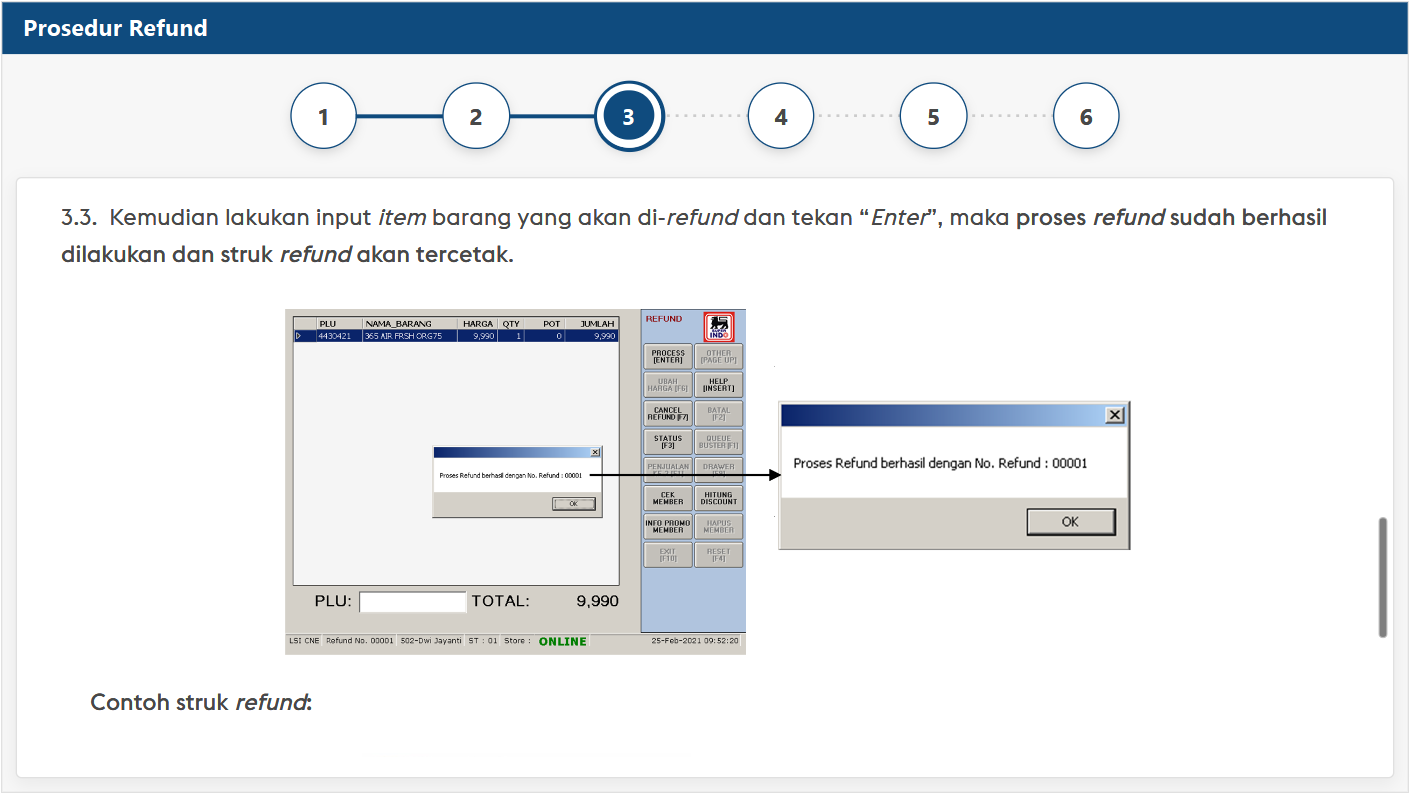 Prosedur Refund
1 2 3 4 5 6
3.3. Kemudian lakukan input item barang yang akan di-refund dan tekan “Enter”, maka proses refund sudah berhasil
dilakukan dan struk refund akan tercetak.
PLU NAMA_BARANG HARGA QTY POT JUMLAH
4430421 365 AIR FRSH ORG75 9,990 1 0 9,990
REFUND
SUPER INDO
PROCESS [ENTER]
OTHER [PAGE UP]
UBAH HARGA [F6]
HELP [INSERT]
CANCEL REFUND [F7]
BATAL [F2]
STATUS [F3]
QUEUE BUSTER [F1]
PENJUALAN
DRAWER
CEK MEMBER
HITUNG DISCOUNT
INFO PROMO MEMBER
HAPUS MEMBER
EXIT [F10]
RESET [F4]
Proses Refund berhasil dengan No. Refund : 00001
OK
Proses Refund berhasil dengan No. Refund : 00001
OK
PLU: TOTAL: 9,990
LSI CNE Refund No. 00001 S02-Dwi Jayanti ST : 01 Store : ONLINE 25-Feb-2021 09:52:20
Contoh struk refund: